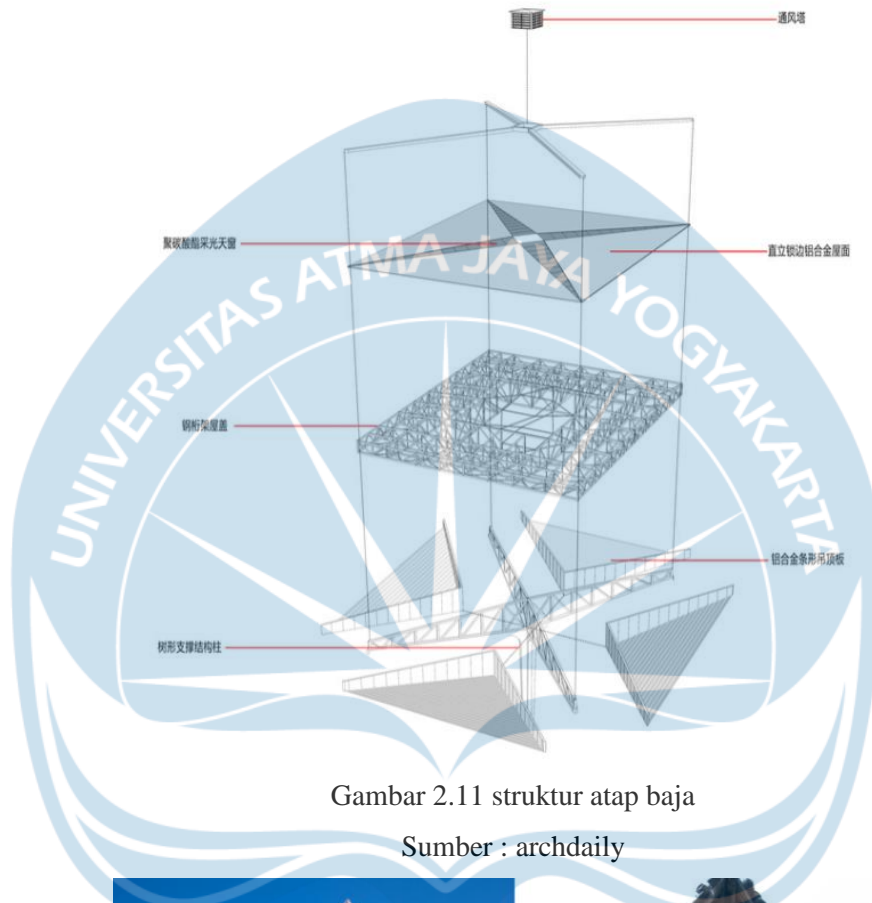 通风塔
聚碳酸酯采光天窗
直立锁边铝合金屋面
UNIVERSITAS ATMA JAYA YOGYAKARTA
钢桁架屋盖
铝合金条形吊顶板
树形支撑结构柱
Gambar 2.11 struktur atap baja
Sumber : archdaily